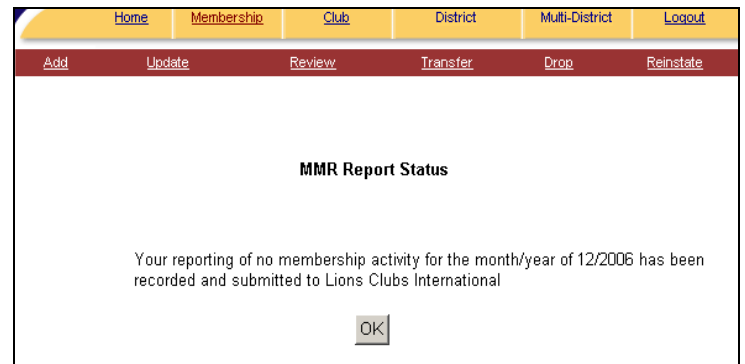 Home Membership Club District Multi-District Logout
Add Update Review Transfer Drop Reinstate
MMR Report Status
Your reporting of no membership activity for the month/year of 12/2006 has been
recorded and submitted to Lions Clubs International
OK